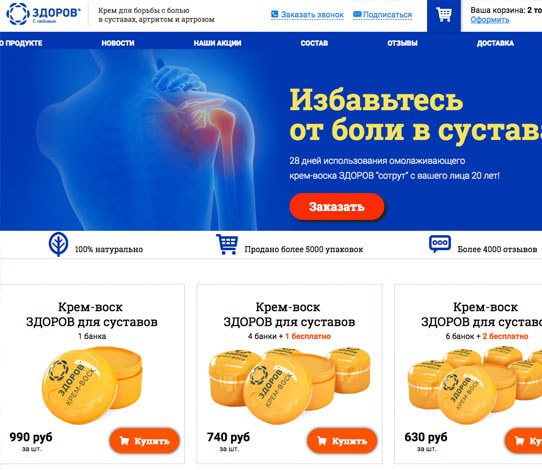 ЗДОРОВ®
С любовью
Крем для борьбы с болью
в суставах, артритом и артрозом
Заказать звонок
Подписаться
Ваша корзина: 2 то
Оформить
О ПРОДУКТЕ НОВОСТИ НАШИ АКЦИИ СОСТАВ ОТЗЫВЫ ДОСТАВКА
Избавьтесь
от боли в сустава
28 дней использования омолаживающего
крем-воска ЗДОРОВ "сотрут" с вашего лица 20 лет!
Заказать
100% натурально
Продано более 5000 упаковок
Более 4000 отзывов
Крем-воск
ЗДОРОВ для суставов
1 банка
ЗДОРОВ
КРЕМ-ВОСК
990 руб
за шт.
Купить
Крем-воск
ЗДОРОВ для суставов
4 банки + 1 бесплатно
ЗДОРОВ
КРЕМ-ВОСК
740 руб
за шт.
Купить
Крем-воск
ЗДОРОВ для суставов
6 банок + 2 бесплатно
ЗДОРОВ
КРЕМ-ВОСК
630 руб
за шт.
Купить